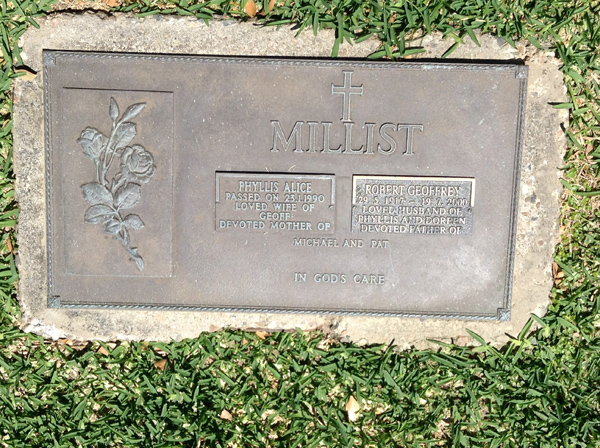 MILLIST
PHYLLIS ALICE
PASSED ON 23.1.1990
LOVED WIFE OF
GEOFF
DEVOTED MOTHER OF
ROBERT GEOFFREY
29.5.1917 - 19.7.2000
LOVED HUSBAND OF
PHYLLIS AND DOREEN
DEVOTED FATHER OF
MICHAEL AND PAT
IN GOD'S CARE